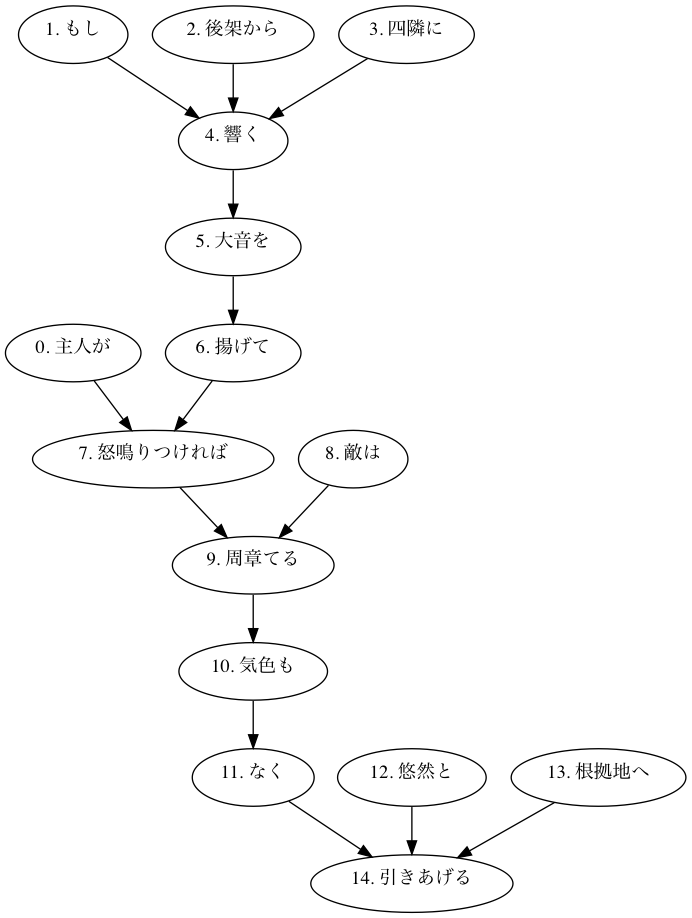 1. もし
2. 後架から
3. 四隣に
4. 響く
5. 大音を
0. 主人が
6. 揚げて
7. 怒鳴りつければ
8. 敵は
9. 周章てる
10. 気色も
11. なく
12. 悠然と
13. 根拠地へ
14. 引きあげる